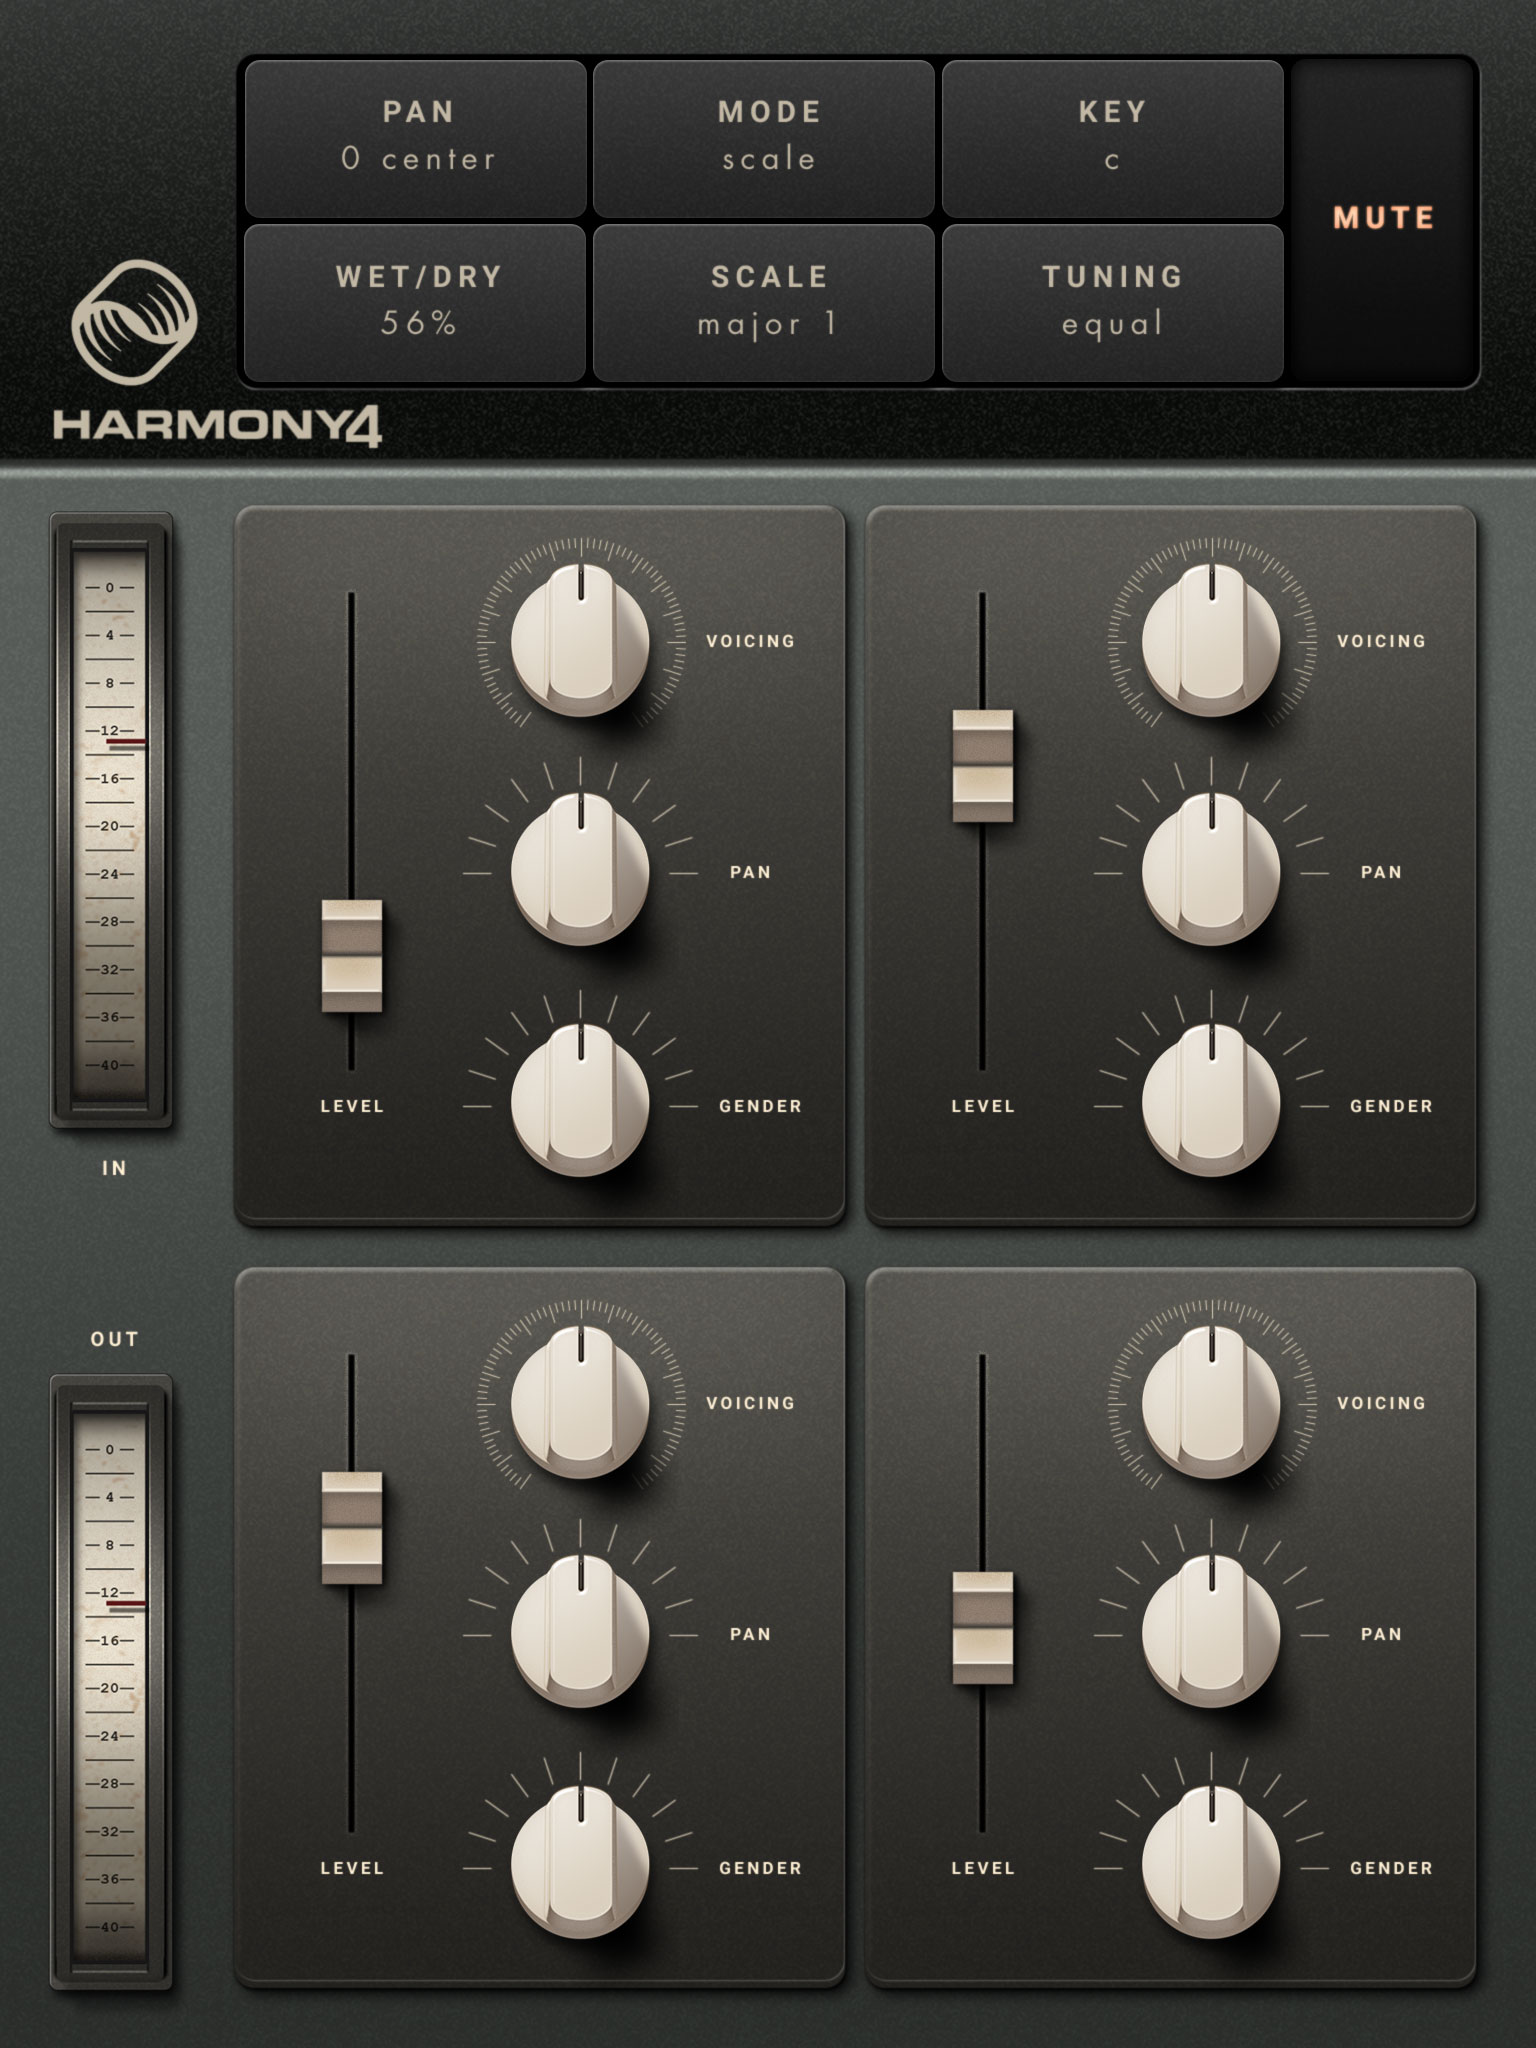 PAN
0 center
MODE
scale
KEY
c
MUTE
WET/DRY
56%
SCALE
major 1
TUNING
equal
HARMONY4
0
4
8
12
16
20
24
28
32
36
40
IN
VOICING
PAN
LEVEL
GENDER
VOICING
PAN
LEVEL
GENDER
OUT
0
4
8
12
16
20
24
28
32
36
40
VOICING
PAN
LEVEL
GENDER
VOICING
PAN
LEVEL
GENDER